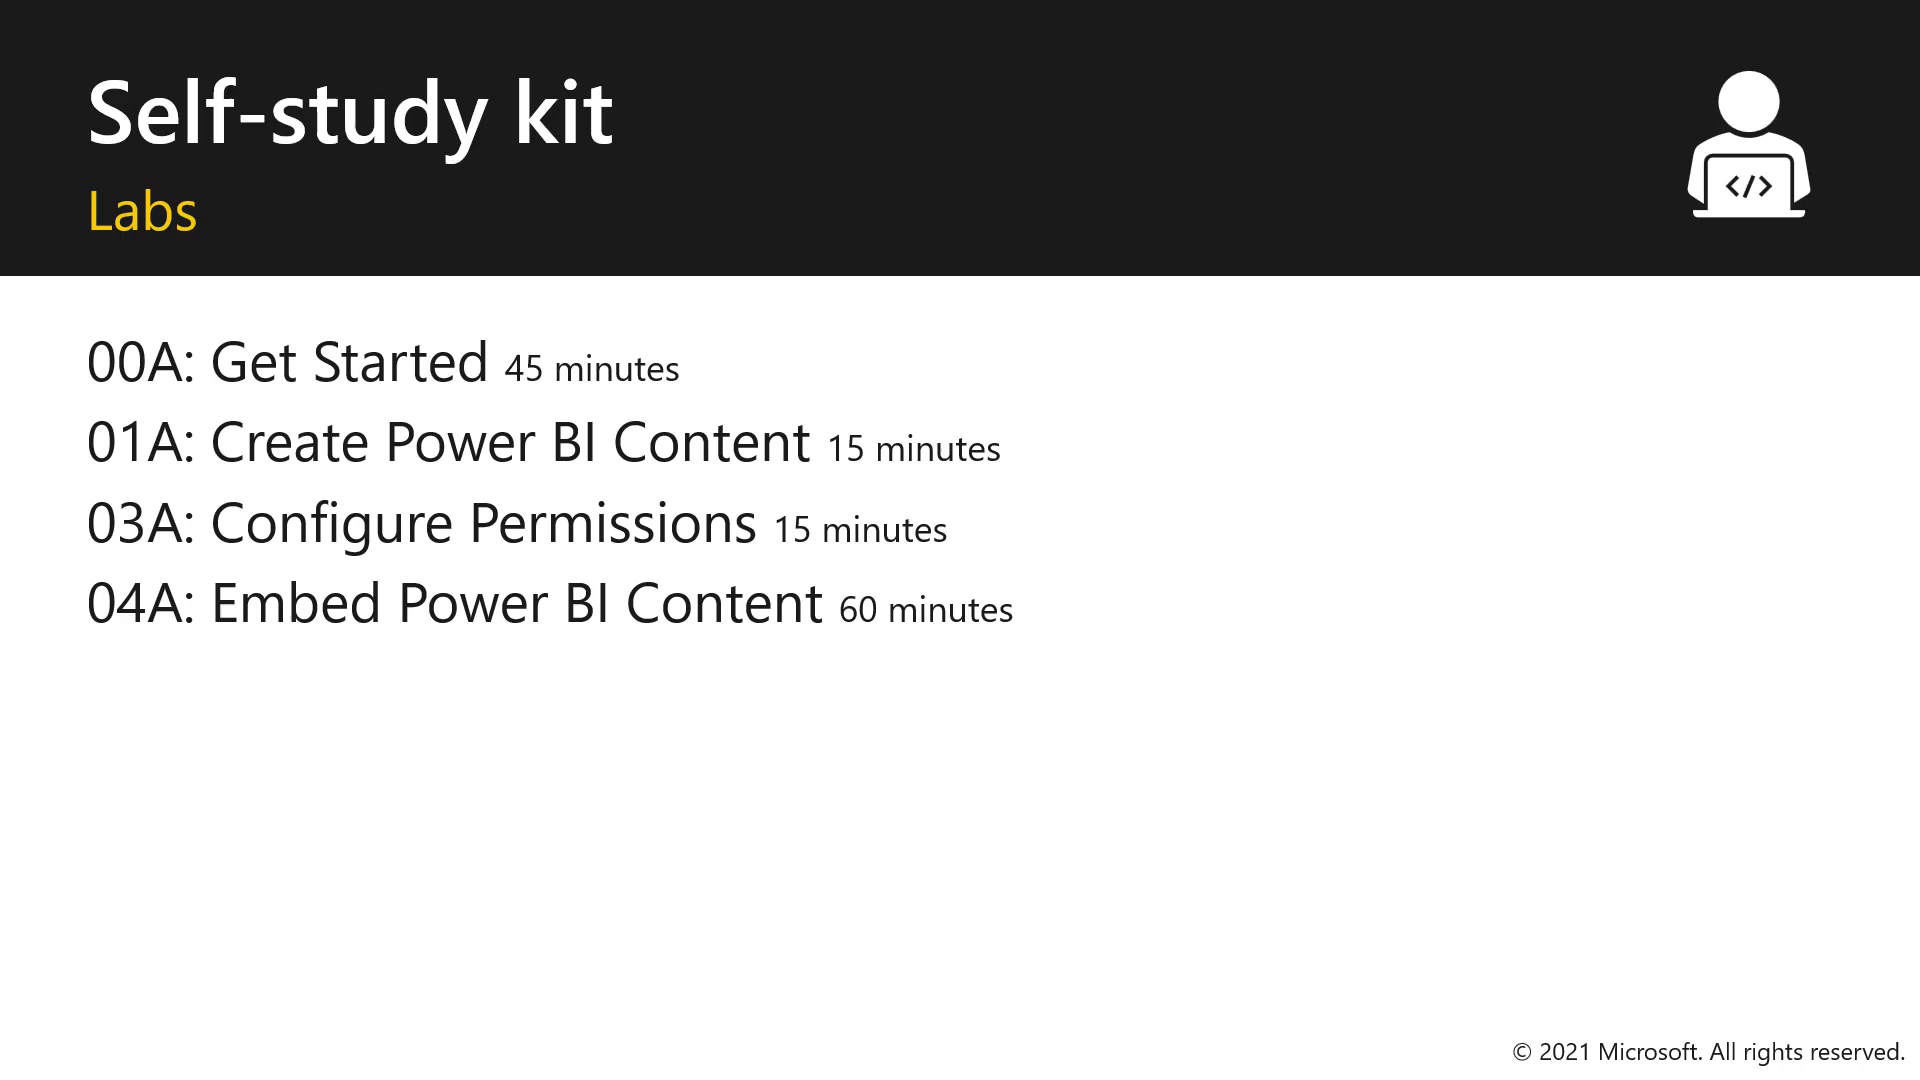 Self-study kit
Labs
</>
00A: Get Started 45 minutes
01A: Create Power BI Content 15 minutes
03A: Configure Permissions 15 minutes
04A: Embed Power BI Content 60 minutes
© 2021 Microsoft. All rights reserved.